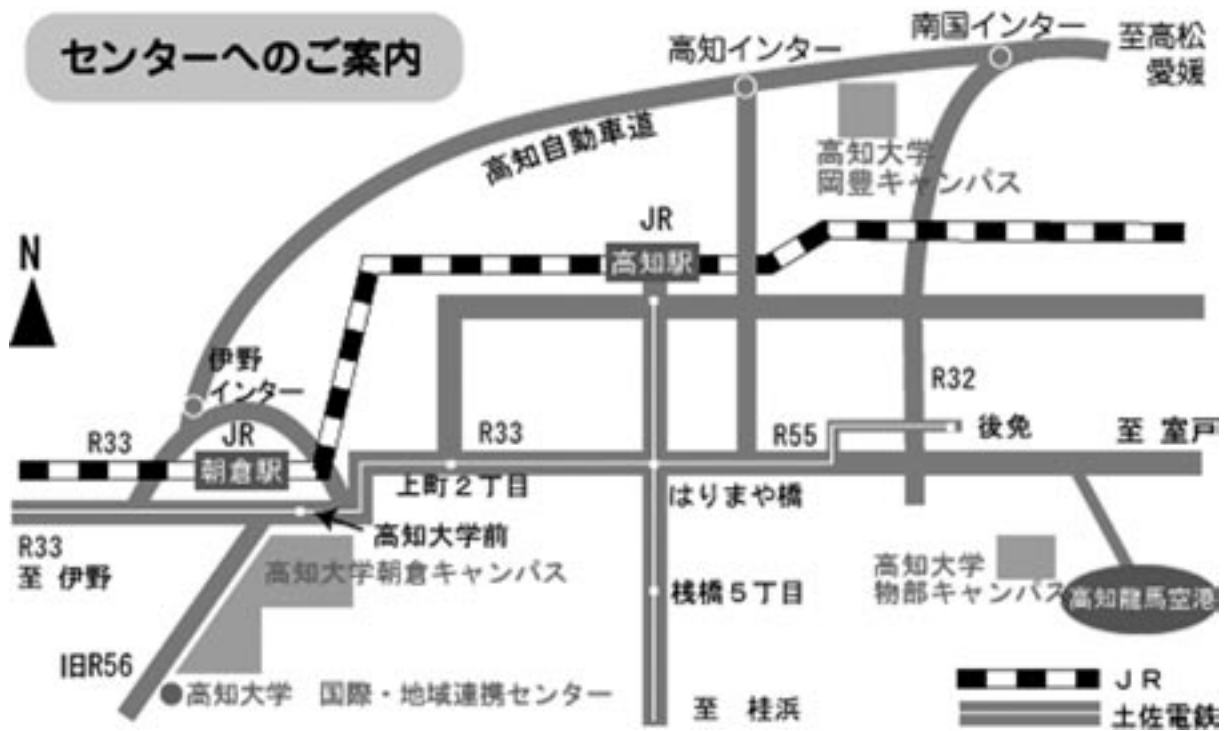 センターへのご案内
南国インター
至高松
愛媛
高知インター
高知自動車道
高知大学
岡豊キャンパス
JR
高知駅
N
伊野
インター
R32
R33
JR
朝倉駅
R33
R55
後免
至 室戸
上町2丁目
はりまや橋
高知大学前
R33
至 伊野
高知大学朝倉キャンパス
高知大学
物部キャンパス
高知龍馬空港
桟橋5丁目
旧R56
●高知大学 国際・地域連携センター
至 桂浜
JR
土佐電鉄